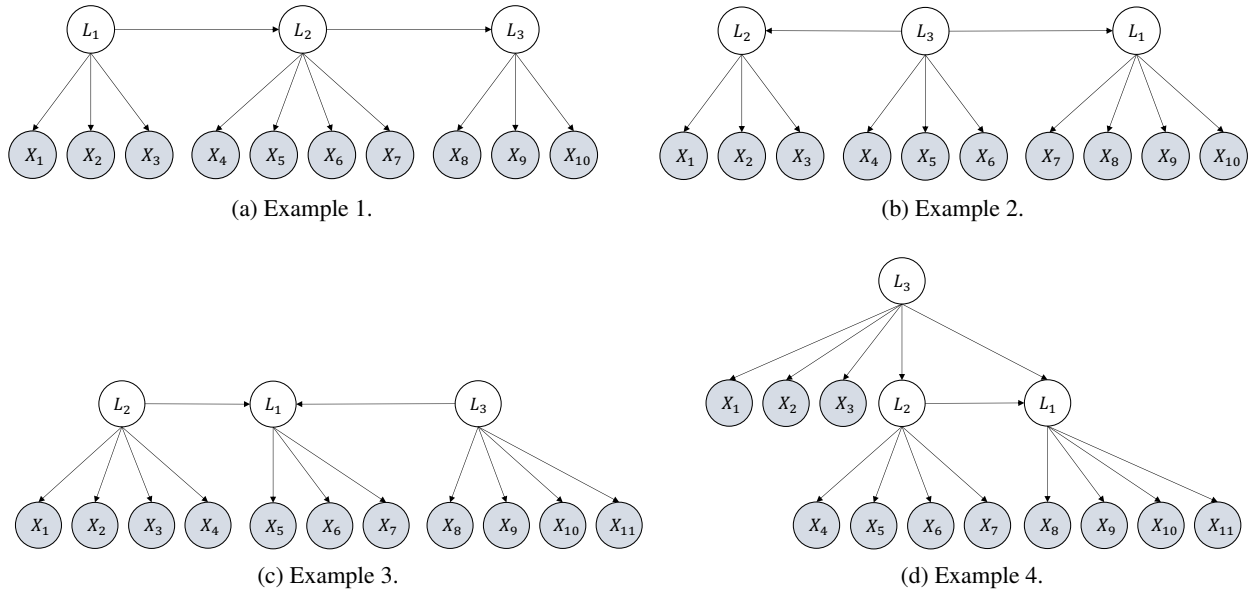 L₁ L₂ L₃
X₁ X₂ X₃ X₄ X₅ X₆ X₇ X₈ X₉ X₁₀
(a) Example 1.
L₂ L₃ L₁
X₁ X₂ X₃ X₄ X₅ X₆ X₇ X₈ X₉ X₁₀
(b) Example 2.
L₂ L₁ L₃
X₁ X₂ X₃ X₄ X₅ X₆ X₇ X₈ X₉ X₁₀ X₁₁
(c) Example 3.
L₃
X₁ X₂ X₃ L₂ L₁
X₄ X₅ X₆ X₇ X₈ X₉ X₁₀ X₁₁
(d) Example 4.